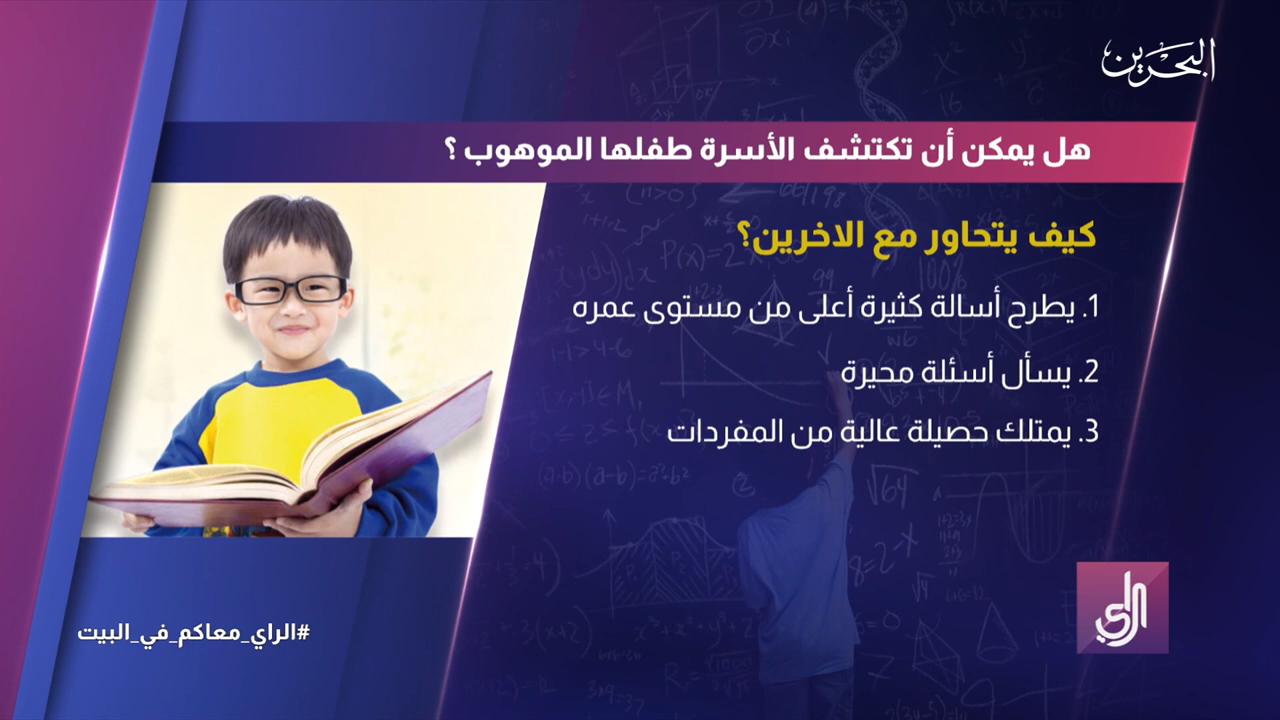 البحرين
هل يمكن أن تكتشف الأسرة طفلها الموهوب ؟
كيف يتحاور مع الاخرين؟
1. يطرح أسالة كثيرة أعلى من مستوى عمره
2. يسأل أسئلة محيرة
3. يمتلك حصيلة عالية من المفردات
#الراي_معاكم_في_البيت
الراي